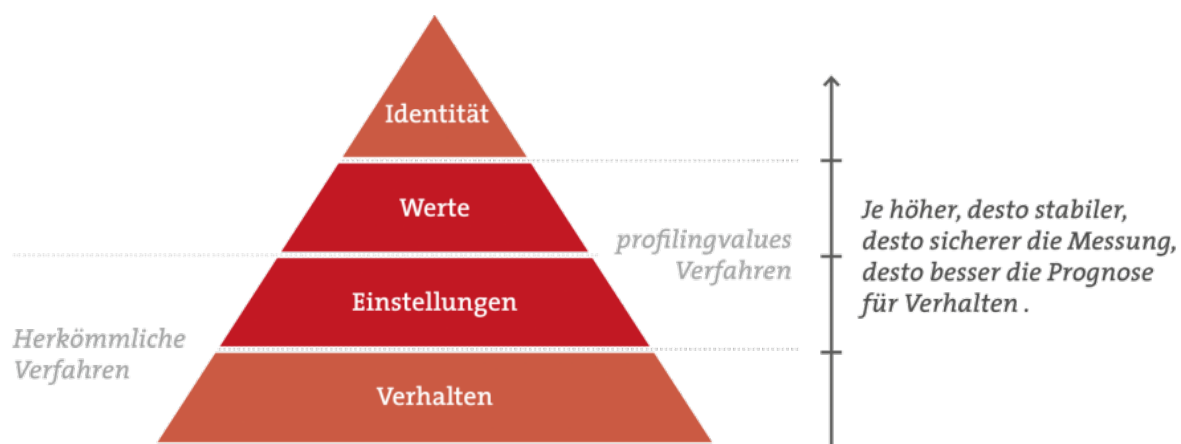 Identität
Werte
Einstellungen
Verhalten
Herkömmliche
Verfahren
profilingvalues
Verfahren
Je höher, desto stabiler,
desto sicherer die Messung,
desto besser die Prognose
für Verhalten .